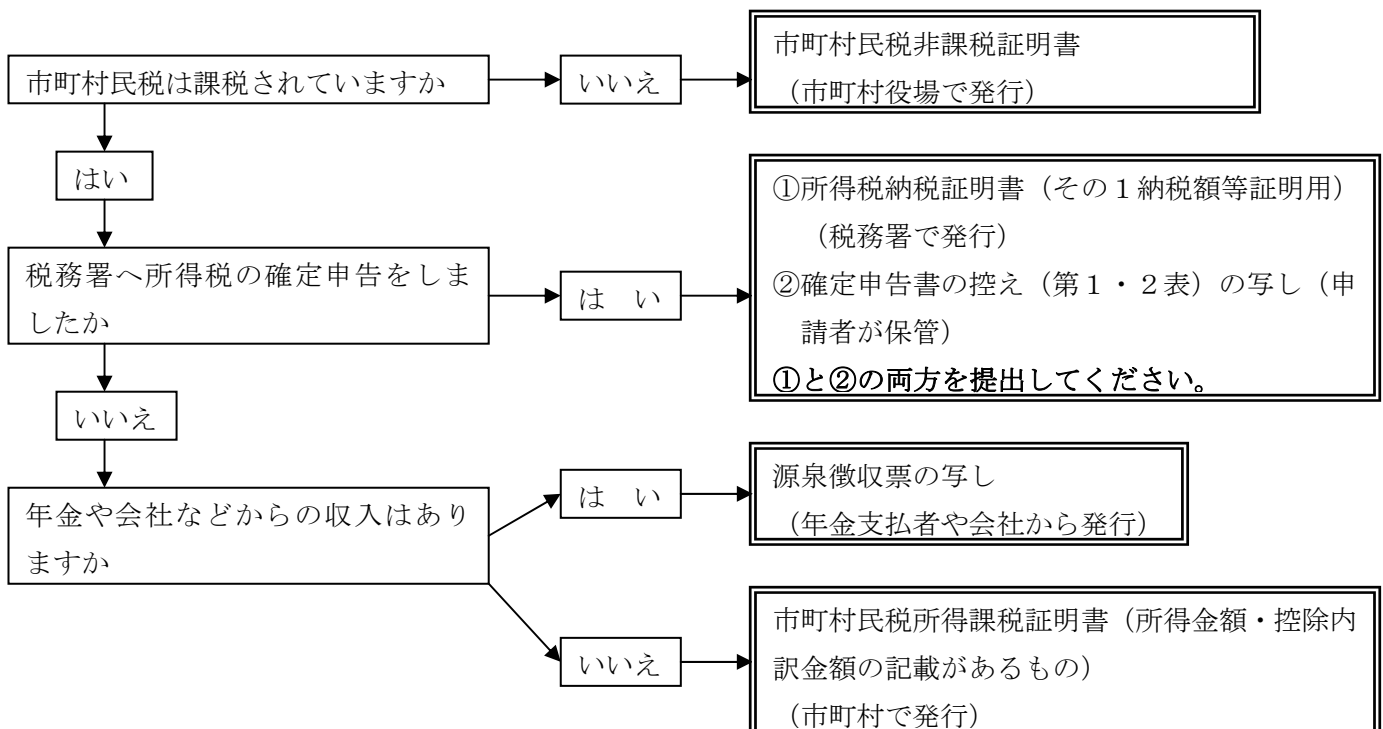 市町村民税は課税されていますか
いいえ
市町村民税非課税証明書
（市町村役場で発行）
はい
税務署へ所得税の確定申告をしま
したか
は　い
①所得税納税証明書（その１納税額等証明用）
（税務署で発行）
②確定申告書の控え（第１・２表）の写し（申
請者が保管）
①と②の両方を提出してください。
いいえ
年金や会社などからの収入はあり
ますか
は　い
源泉徴収票の写し
（年金支払者や会社から発行）
いいえ
市町村民税所得課税証明書（所得金額・控除内
訳金額の記載があるもの）
（市町村で発行）